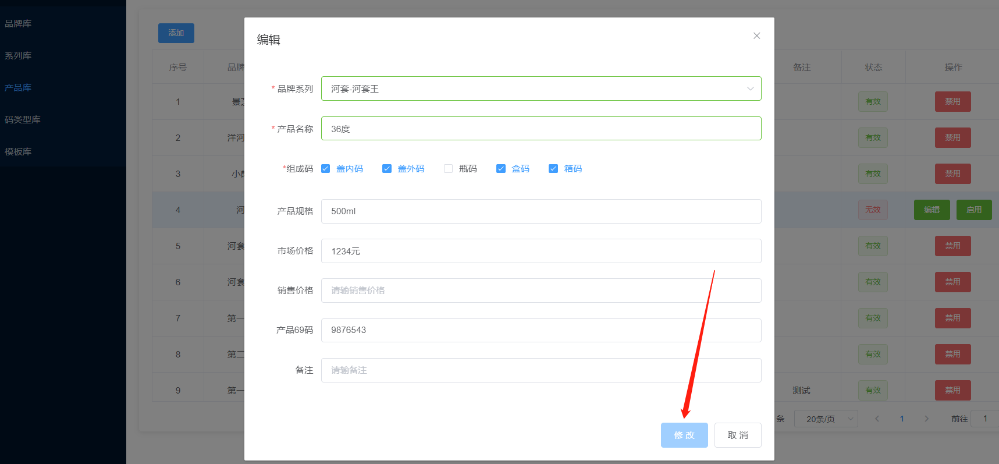 品牌库
系列库
产品库
码类型库
模板库
添加
序号 品牌 备注 状态 操作
1 景芝 有效 禁用
2 洋河 有效 禁用
3 小郎 有效 禁用
4 河 无效 编辑 启用
5 河套 有效 禁用
6 河套 有效 禁用
7 第一 有效 禁用
8 第二 有效 禁用
9 第一 测试 有效 禁用
条 20条/页 1 前往 1
编辑
* 品牌系列 河套-河套王
* 产品名称 36度
*组成码 盖内码 盖外码 瓶码 盒码 箱码
产品规格 500ml
市场价格 1234元
销售价格 请输销售价格
产品69码 9876543
备注 请输备注
修 改 取 消